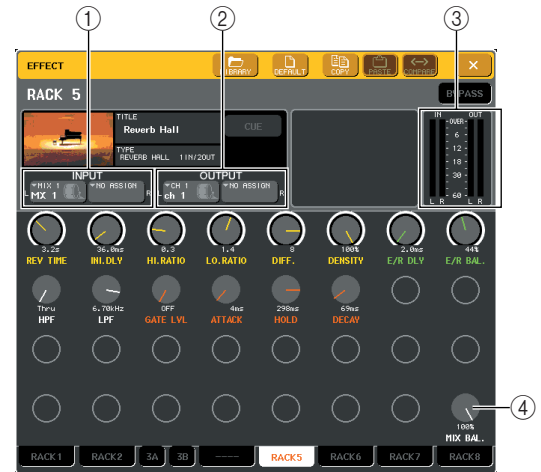 ① ② ③
EFFECT LIBRARY DEFAULT COPY PASTE COMPARE ×
RACK 5 BYPASS
TITLE
Reverb Hall
CUE
TYPE
REVERB HALL 1IN/2OUT
IN OUT
OVER
6
12
18
30
60
L R L R
INPUT OUTPUT
L MIX 1 NO ASSIGN R L CH 1 NO ASSIGN R
MX 1 ch 1
3.2s 36.0ms 0.3 1.4 8 100% 2.0ms 44%
REV TIME INI.DLY HI.RATIO LO.RATIO DIFF. DENSITY E/R DLY E/R BAL.
Thru 6.70kHz OFF 4ms 298ms 69ms
HPF LPF GATE LVL ATTACK HOLD DECAY
④
100%
MIX BAL.
RACK1 RACK2 3A 3B ---- RACK5 RACK6 RACK7 RACK8